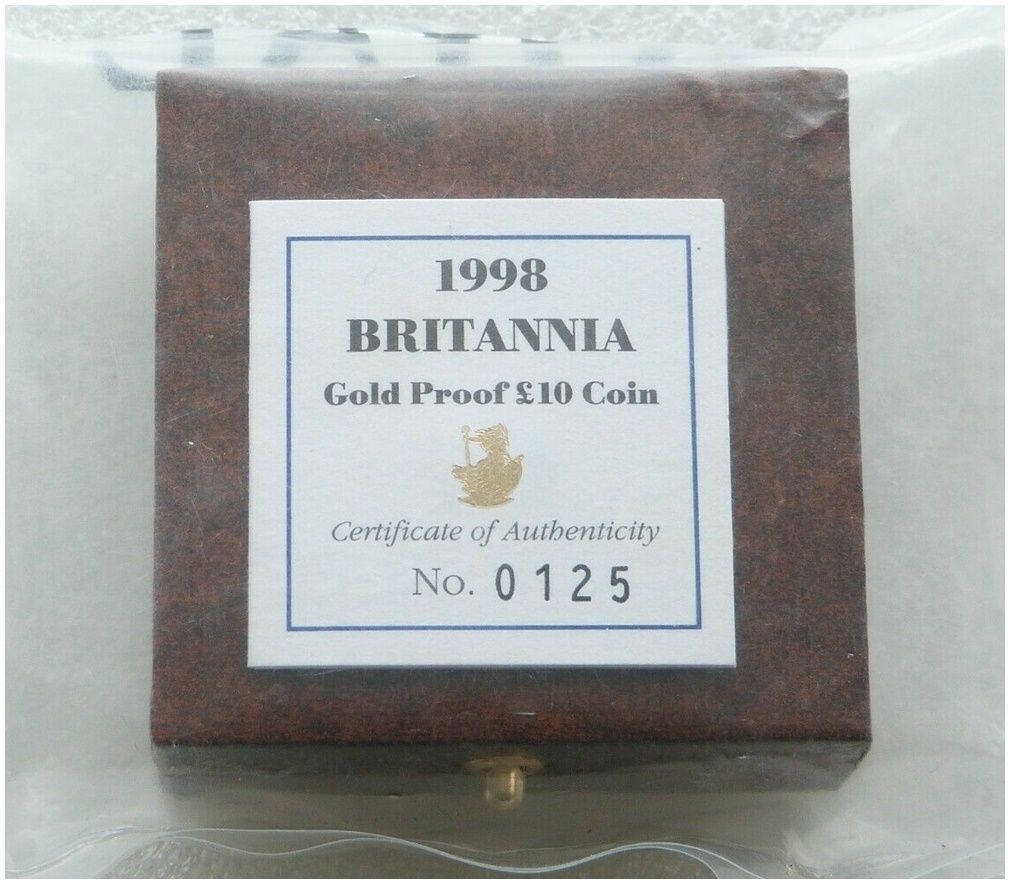 1998
BRITANNIA
Gold Proof £10 Coin
Certificate of Authenticity
No. 0125